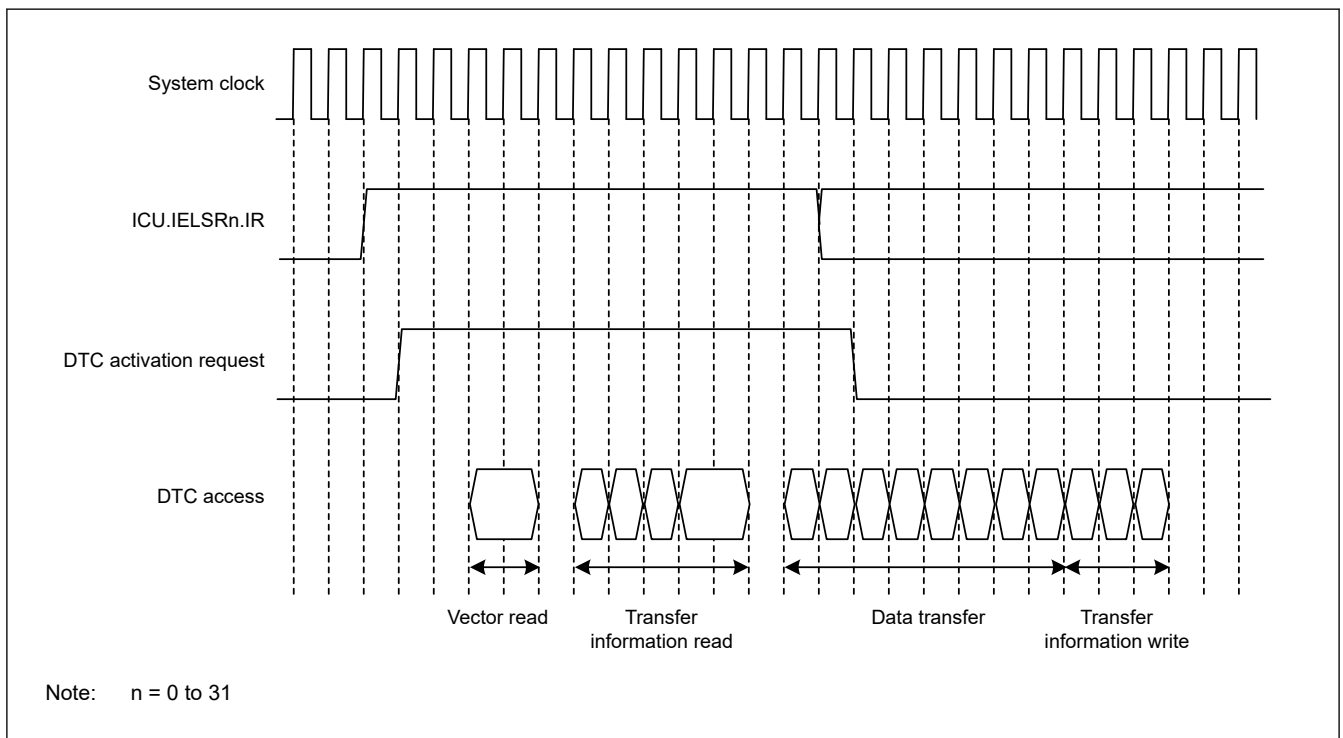 System clock
ICU.IELSRn.IR
DTC activation request
DTC access
Vector read
Transfer
information read
Data transfer
Transfer
information write
Note: n = 0 to 31